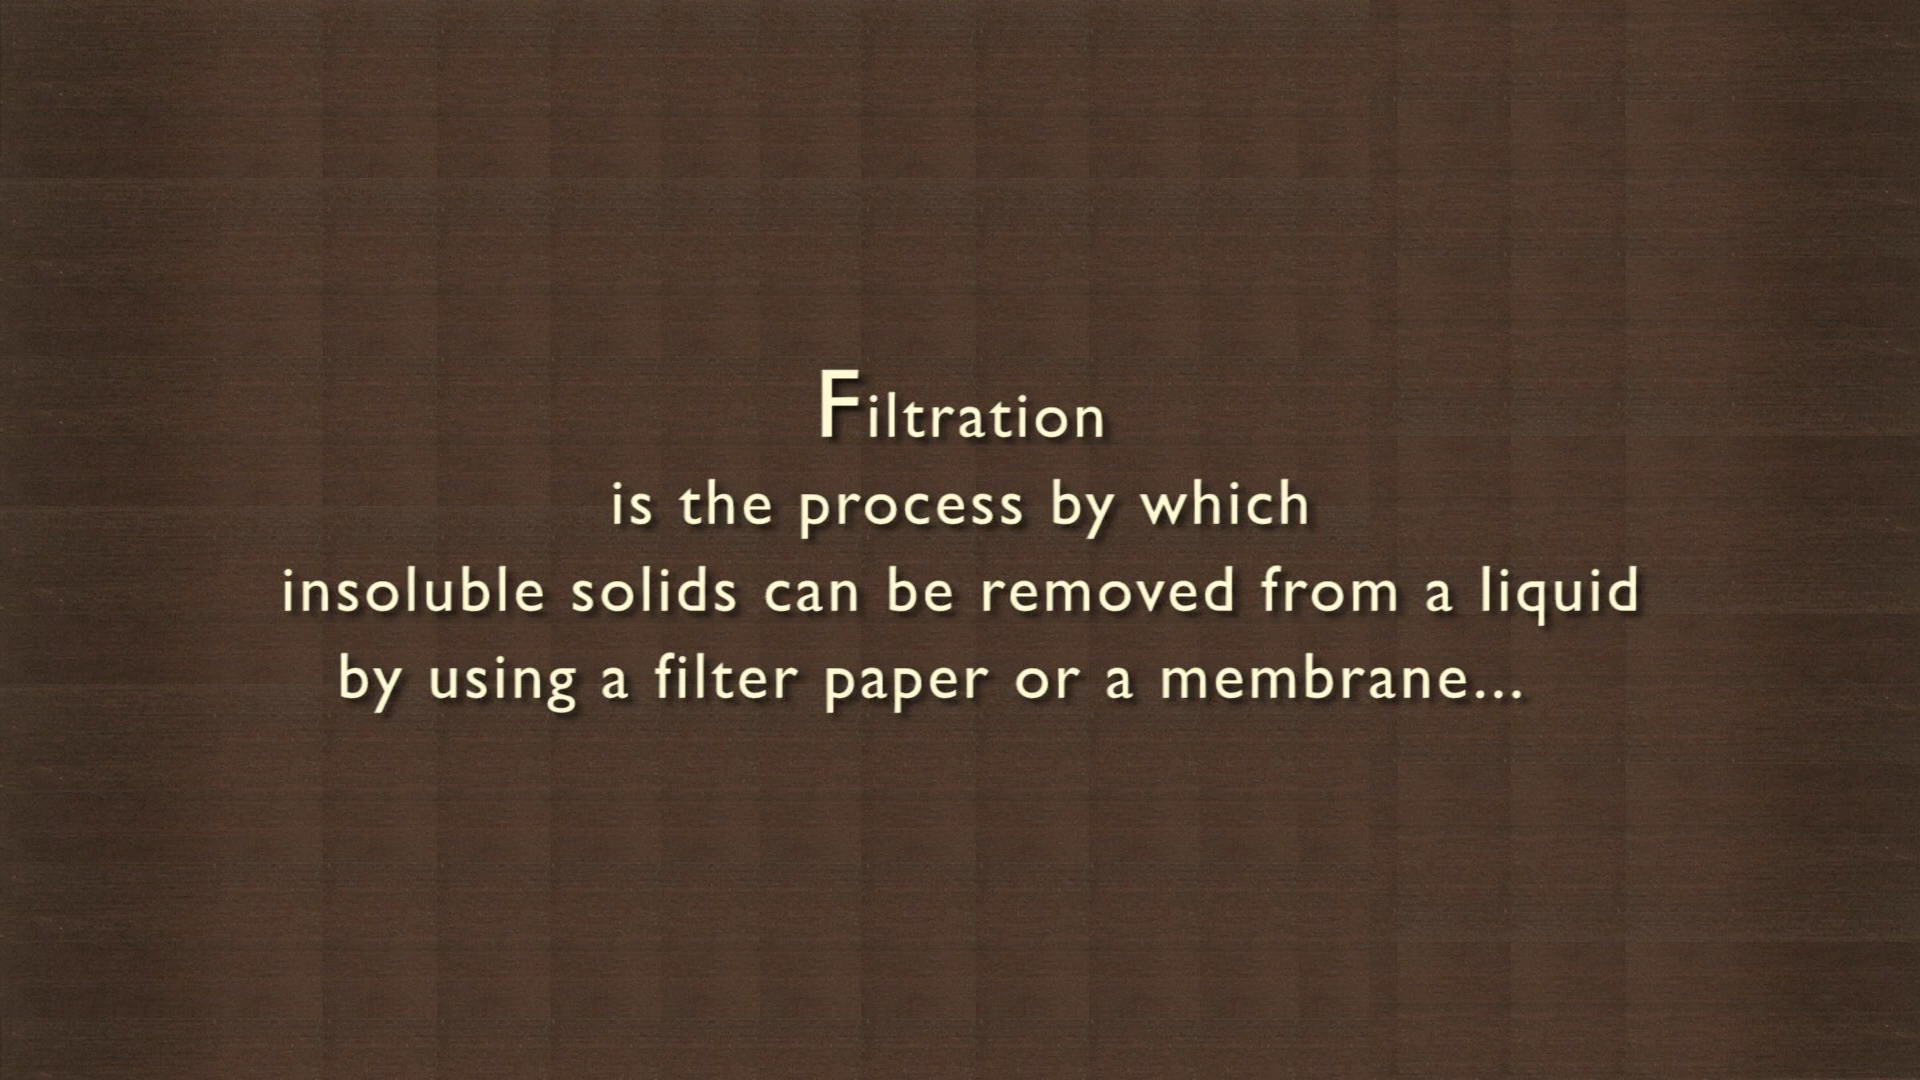 Filtration
is the process by which
insoluble solids can be removed from a liquid
by using a filter paper or a membrane...